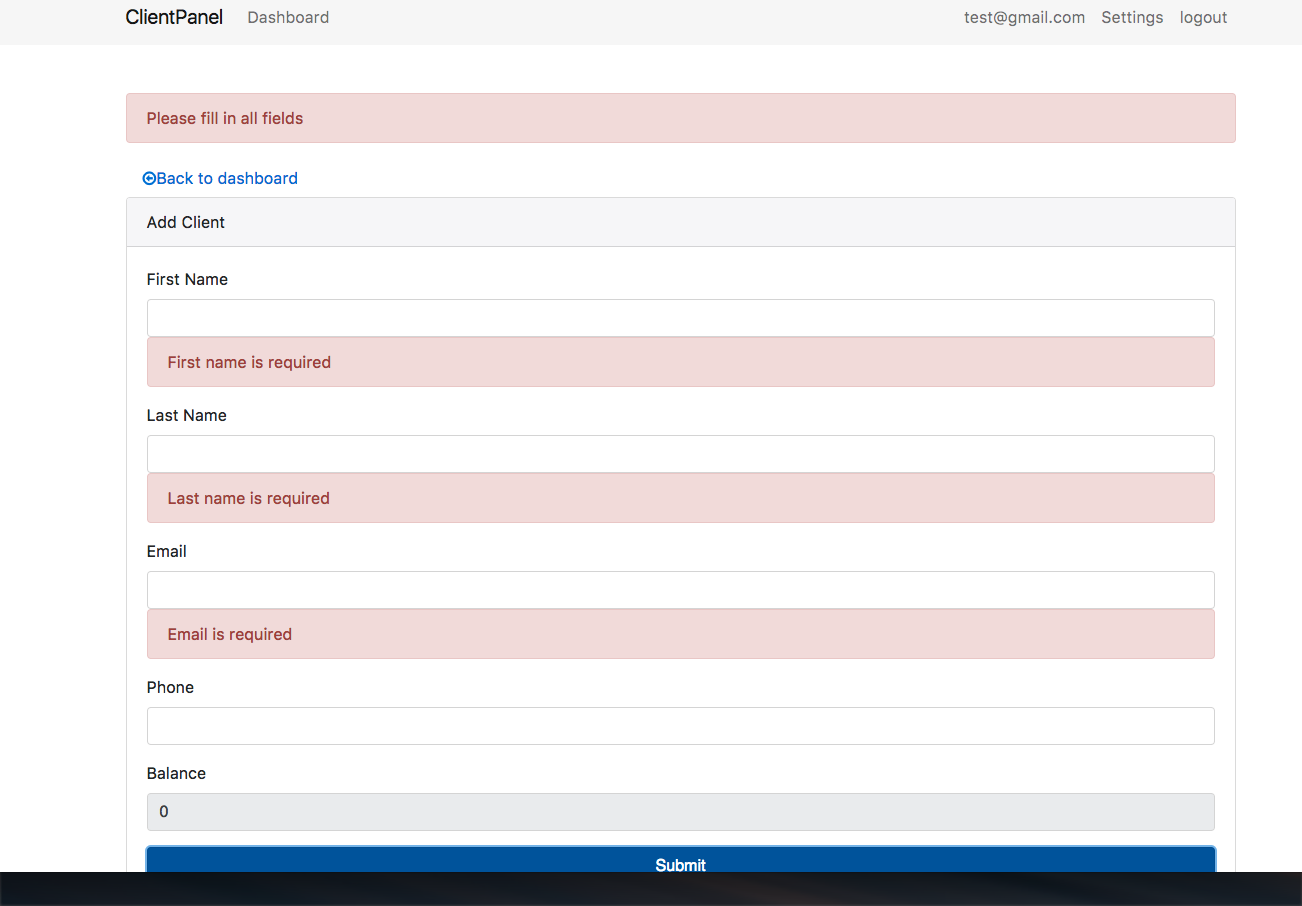 ClientPanel Dashboard test@gmail.com Settings logout
Please fill in all fields
Back to dashboard
Add Client
First Name
First name is required
Last Name
Last name is required
Email
Email is required
Phone
Balance
0
Submit